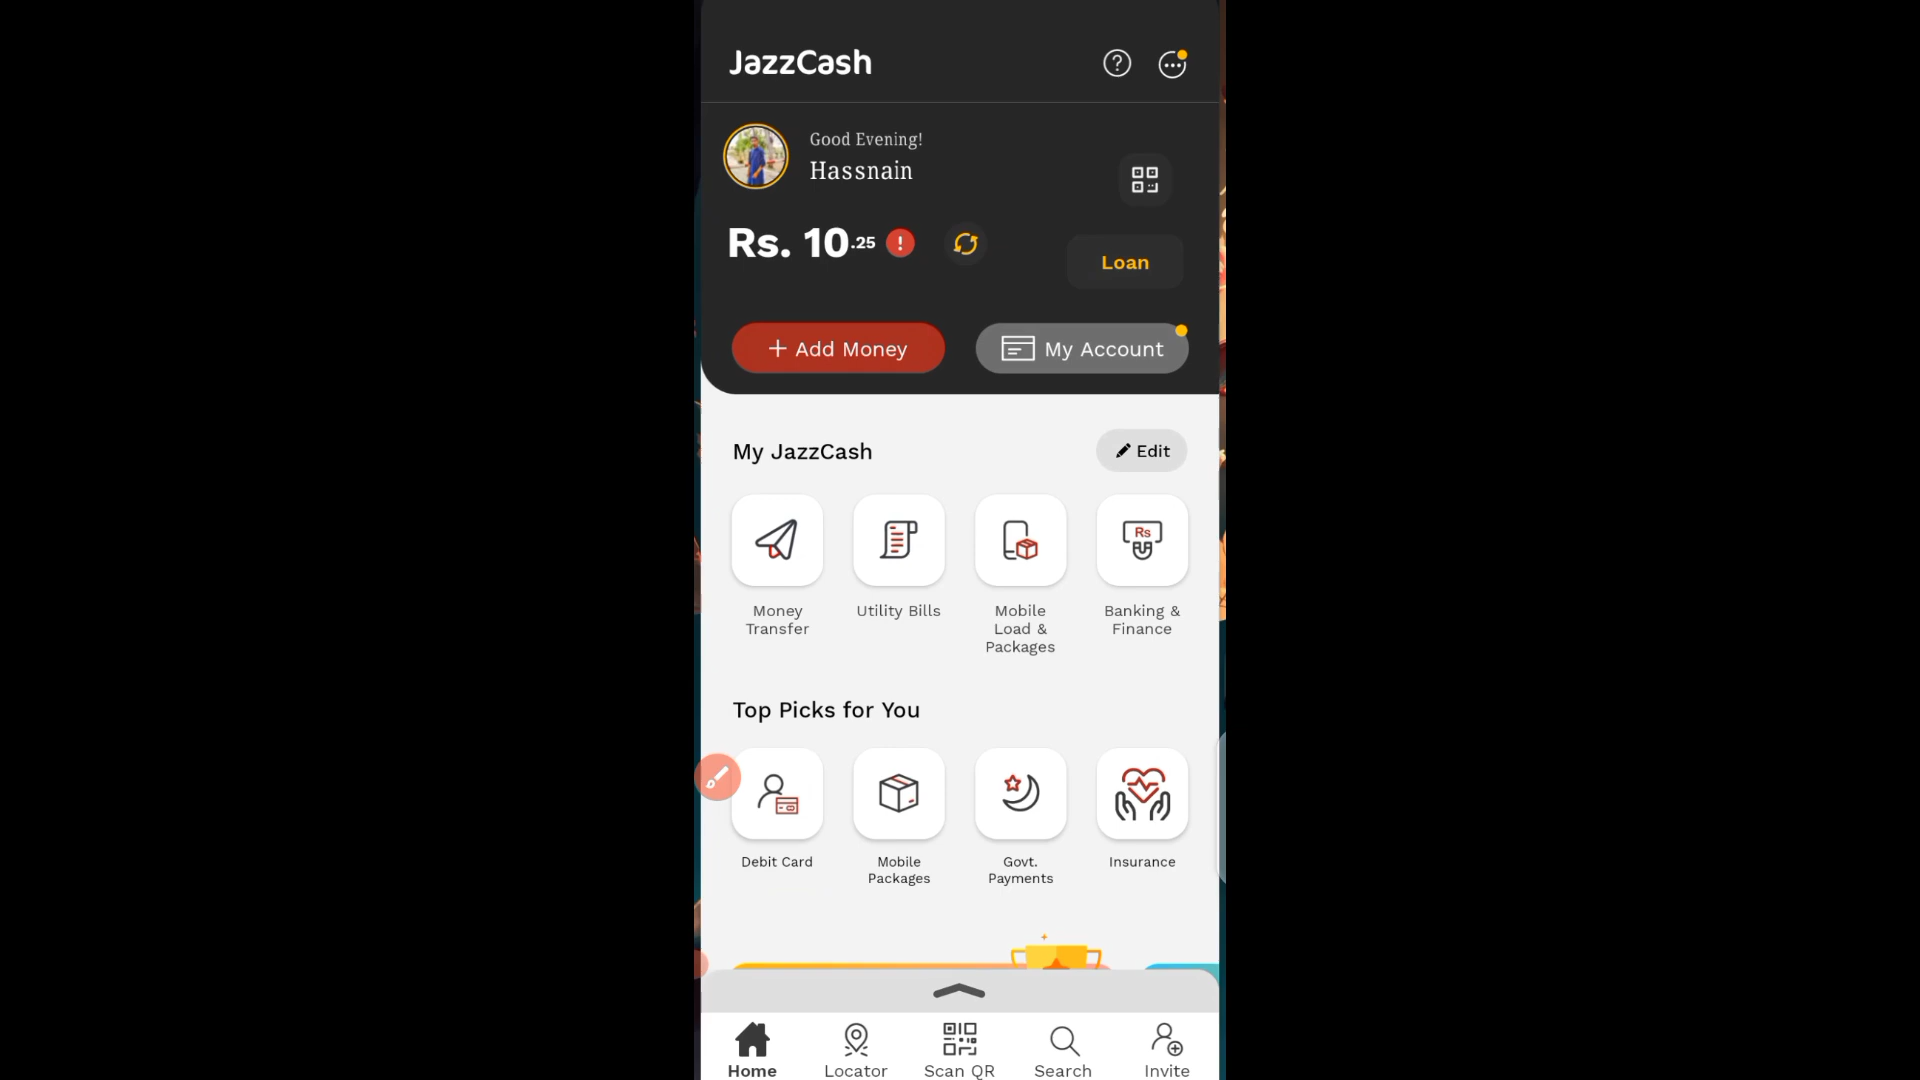 JazzCash
Good Evening!
Hassnain
Rs. 10.25
Loan
+ Add Money
My Account
My JazzCash
Edit
Money
Transfer
Utility Bills
Mobile
Load &
Packages
Rs
Banking &
Finance
Top Picks for You
Debit Card
Mobile
Packages
Govt.
Payments
Insurance
Home
Locator
Scan QR
Search
Invite